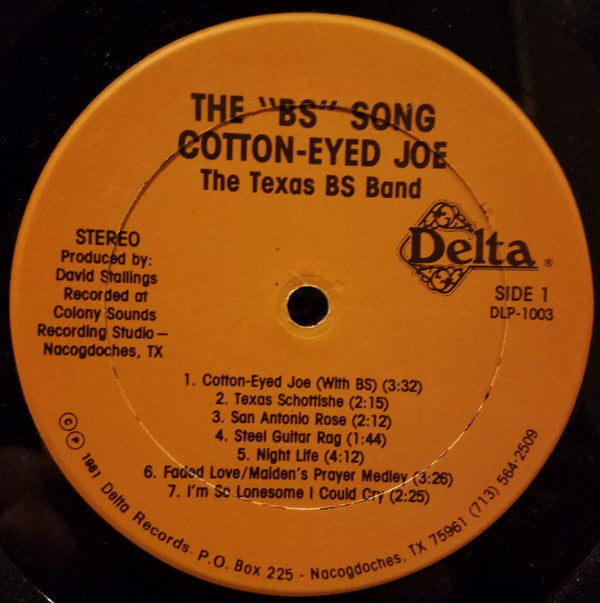 THE "BS" SONG
COTTON-EYED JOE
The Texas BS Band
STEREO
Produced by:
David Stallings
Recorded at
Colony Sounds
Recording Studio –
Nacogdoches, TX
Delta ®
SIDE 1
DLP-1003
1. Cotton-Eyed Joe (With BS) (3:32)
2. Texas Schottishe (2:15)
3. San Antonio Rose (2:12)
4. Steel Guitar Rag (1:44)
5. Night Life (4:12)
6. Faded Love/Maiden's Prayer Medley (3:26)
7. I'm So Lonesome I Could Cry (2:25)
© ℗ 1981 Delta Records. P.O. Box 225 - Nacogdoches, TX 75961 (713) 564-2509